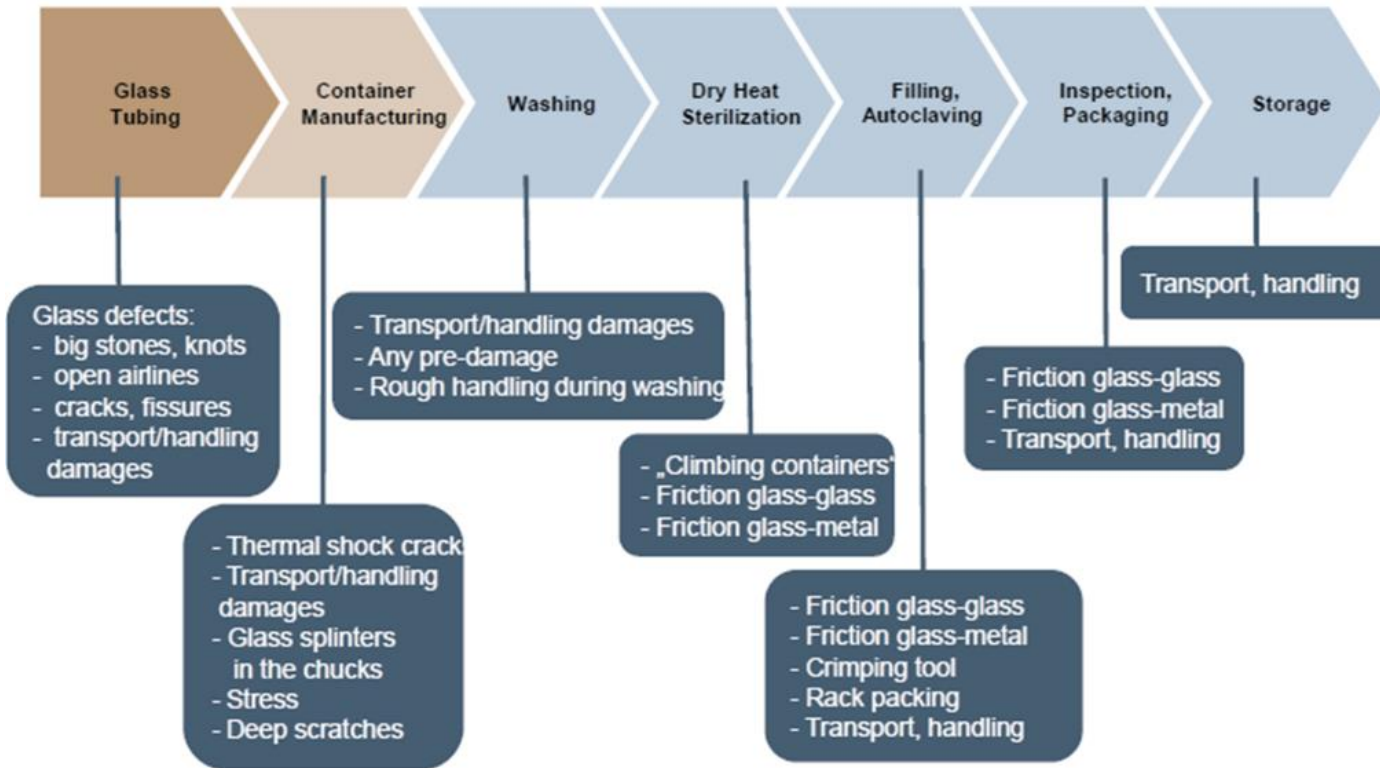 Glass
Tubing
Container
Manufacturing
Washing
Dry Heat
Sterilization
Filling,
Autoclaving
Inspection,
Packaging
Storage
Glass defects:
- big stones, knots
- open airlines
- cracks, fissures
- transport/handling
damages
- Thermal shock cracks
- Transport/handling
damages
- Glass splinters
in the chucks
- Stress
- Deep scratches
- Transport/handling damages
- Any pre-damage
- Rough handling during washing
- „Climbing containers“
- Friction glass-glass
- Friction glass-metal
- Friction glass-glass
- Friction glass-metal
- Crimping tool
- Rack packing
- Transport, handling
- Friction glass-glass
- Friction glass-metal
- Transport, handling
Transport, handling